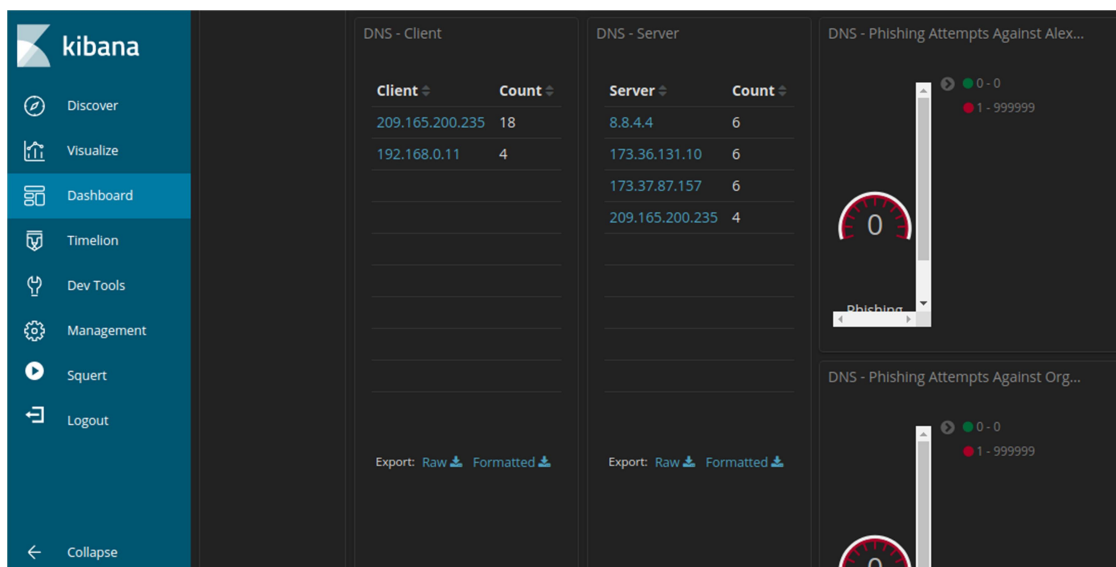 kibana
Discover
Visualize
Dashboard
Timelion
Dev Tools
Management
Squert
Logout
Collapse
DNS - Client
Client Count
209.165.200.235 18
192.168.0.11 4
Export: Raw Formatted
DNS - Server
Server Count
8.8.4.4 6
173.36.131.10 6
173.37.87.157 6
209.165.200.235 4
Export: Raw Formatted
DNS - Phishing Attempts Against Alex...
0 - 0
1 - 999999
0
Phishing
DNS - Phishing Attempts Against Org...
0 - 0
1 - 999999
0